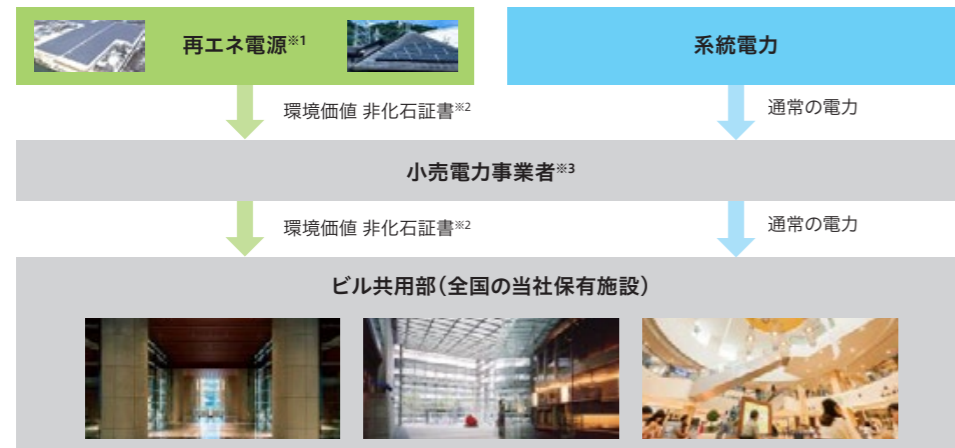 再エネ電源※1
系統電力
環境価値 非化石証書※2
通常の電力
小売電力事業者※3
環境価値 非化石証書※2
通常の電力
ビル共用部(全国の当社保有施設)